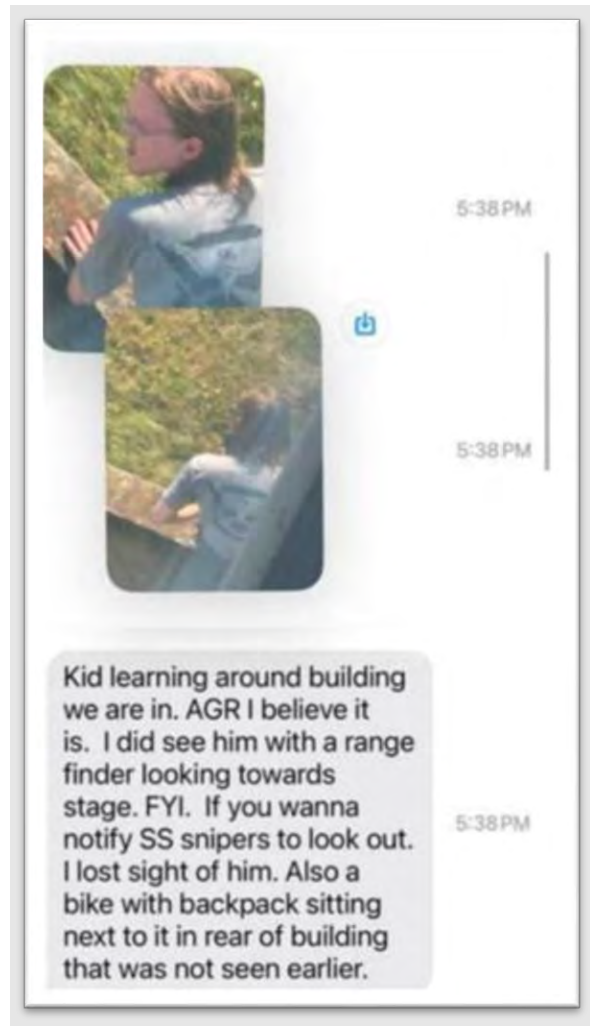 5:38 PM
5:38 PM
Kid learning around building
we are in. AGR I believe it
is. I did see him with a range
finder looking towards
stage. FYI. If you wanna
notify SS snipers to look out.
I lost sight of him. Also a
bike with backpack sitting
next to it in rear of building
that was not seen earlier.
5:38 PM